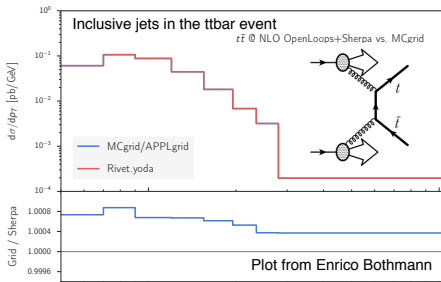 Inclusive jets in the ttbar event
tt̄ @ NLO OpenLoops+Sherpa vs. MCgrid
dσ/dpT [pb/GeV]
10⁰
10⁻¹
10⁻²
10⁻³
10⁻⁴
t
t̄
MCgrid/APPLgrid
Rivet.yoda
Grid / Sherpa
1.0008
1.0004
1.0000
0.9996
Plot from Enrico Bothmann